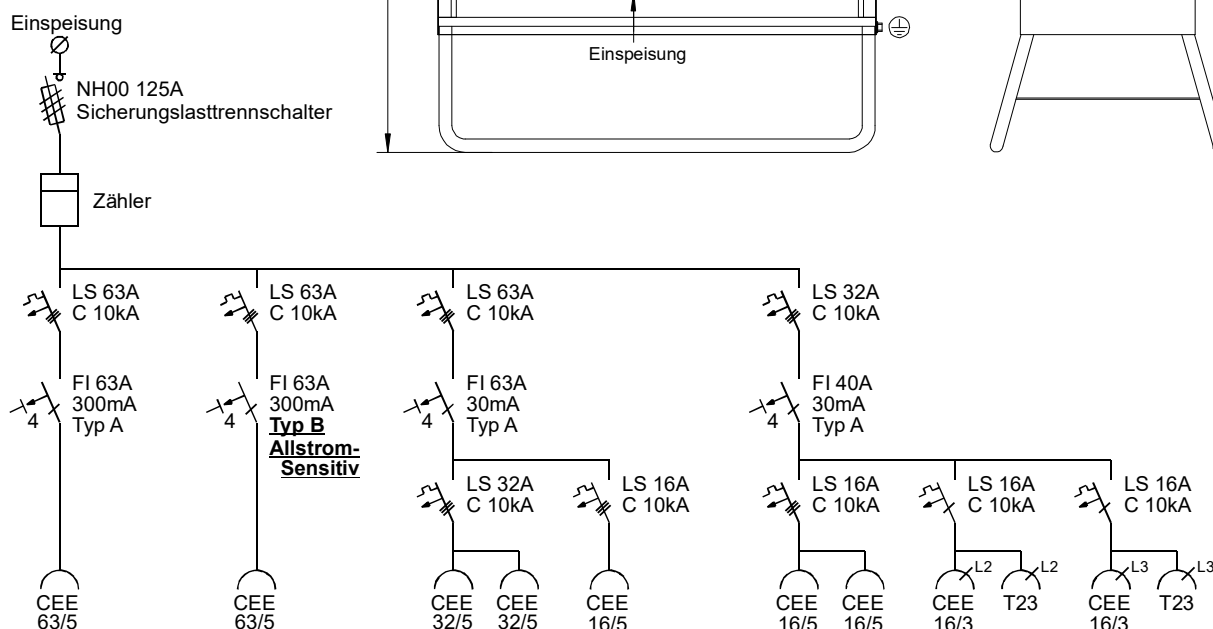 Einspeisung
Einspeisung
NH00 125A
Sicherungslasttrennschalter
Zähler
LS 63A
C 10kA
LS 63A
C 10kA
LS 63A
C 10kA
LS 32A
C 10kA
FI 63A
300mA
Typ A
4
FI 63A
300mA
Typ B
Allstrom-
Sensitiv
4
FI 63A
30mA
Typ A
4
FI 40A
30mA
Typ A
4
LS 32A
C 10kA
LS 16A
C 10kA
LS 16A
C 10kA
LS 16A
C 10kA
LS 16A
C 10kA
CEE
63/5
CEE
63/5
CEE
32/5
CEE
32/5
CEE
16/5
CEE
16/5
CEE
16/5
L2
CEE
16/3
L2
T23
L3
CEE
16/3
L3
T23